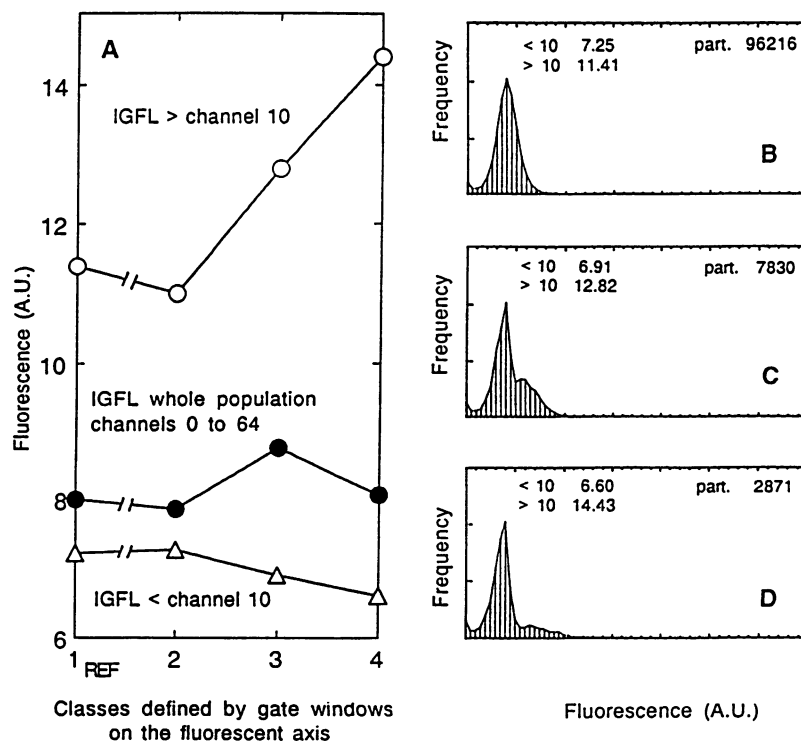 A
14
12
10
8
6
Fluorescence (A.U.)
IGFL > channel 10
IGFL whole population
channels 0 to 64
IGFL < channel 10
1 REF 2 3 4
Classes defined by gate windows
on the fluorescent axis
Frequency
< 10 7.25 part. 96216
> 10 11.41
B
Frequency
< 10 6.91 part. 7830
> 10 12.82
C
Frequency
< 10 6.60 part. 2871
> 10 14.43
D
Fluorescence (A.U.)